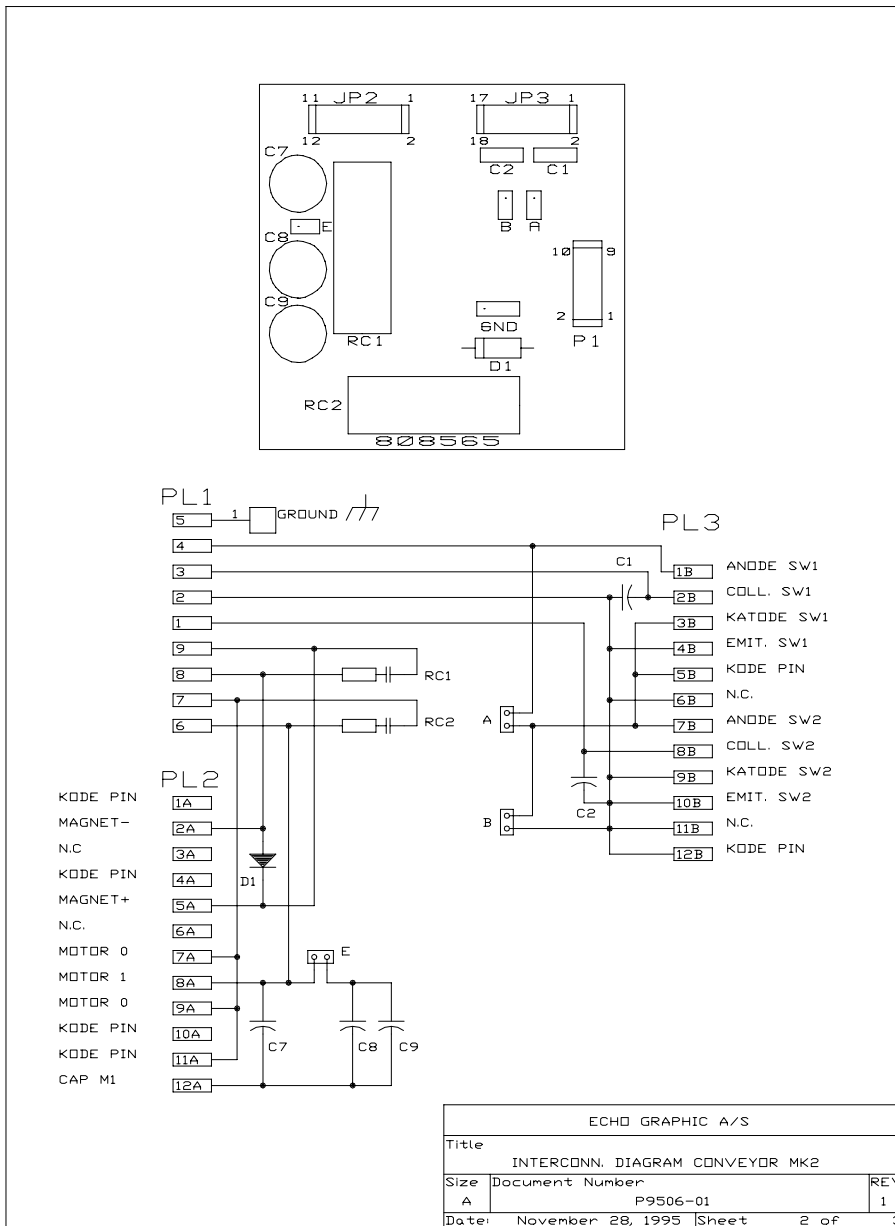 11 JP2 1
17 JP3 1
12 2
18 2
C7
C2 C1
E
B A
C8
10 9
C9
GND
2 1
RC1
P1
D1
RC2
808565
PL1
5 1 GROUND
PL3
4
C1
1B ANODE SW1
3
2B COLL. SW1
2
3B KATODE SW1
1
4B EMIT. SW1
9
5B KODE PIN
8 RC1
6B N.C.
7
A
7B ANODE SW2
6 RC2
8B COLL. SW2
PL2
9B KATODE SW2
KODE PIN 1A
C2
10B EMIT. SW2
MAGNET- 2A
B
11B N.C.
N.C 3A
12B KODE PIN
KODE PIN 4A
D1
MAGNET+ 5A
N.C. 6A
MOTOR 0 7A
E
MOTOR 1 8A
MOTOR 0 9A
KODE PIN 10A
C7 C8 C9
KODE PIN 11A
CAP M1 12A
ECHO GRAPHIC A/S
Title
INTERCONN. DIAGRAM CONVEYOR MK2
Size Document Number REV
A P9506-01 1
Date: November 28, 1995 Sheet 2 of